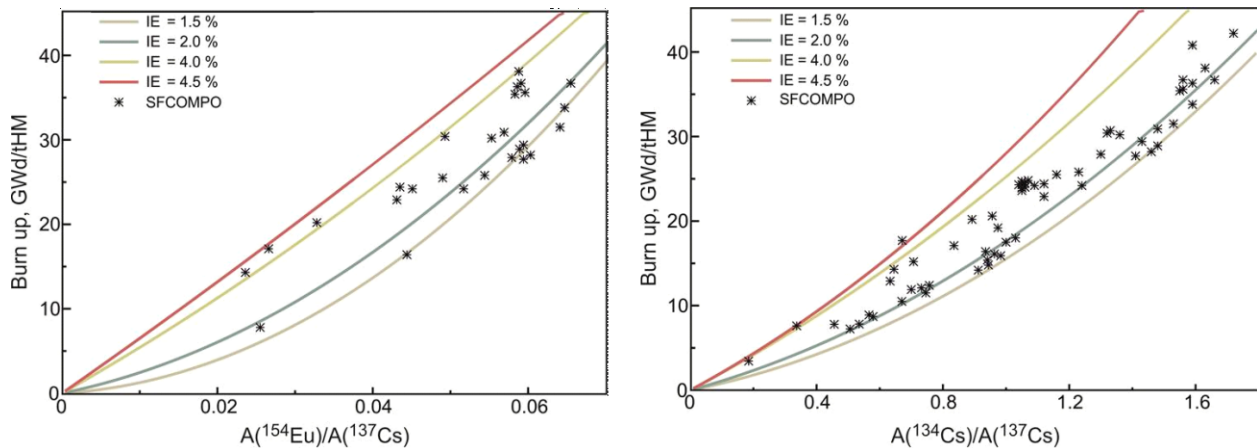 IE = 1.5 %
IE = 2.0 %
IE = 4.0 %
IE = 4.5 %
SFCOMPO
Burn up, GWd/tHM
40
30
20
10
0
0 0.02 0.04 0.06
A(¹⁵⁴Eu)/A(¹³⁷Cs)
IE = 1.5 %
IE = 2.0 %
IE = 4.0 %
IE = 4.5 %
SFCOMPO
Burn up, GWd/tHM
40
30
20
10
0
0 0.4 0.8 1.2 1.6
A(¹³⁴Cs)/A(¹³⁷Cs)